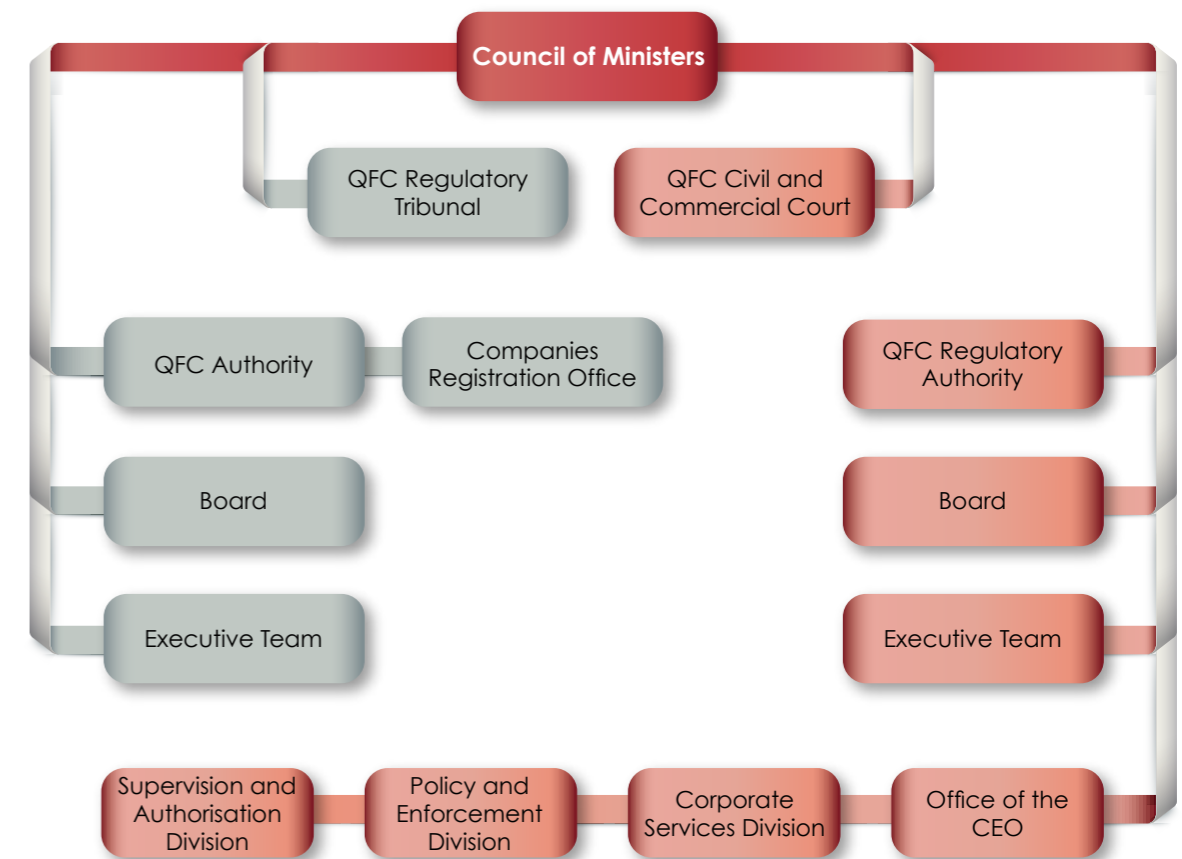 Council of Ministers
QFC Regulatory
Tribunal
QFC Civil and
Commercial Court
QFC Authority
Companies
Registration Office
QFC Regulatory
Authority
Board
Board
Executive Team
Executive Team
Supervision and
Authorisation
Division
Policy and
Enforcement
Division
Corporate
Services Division
Office of the
CEO